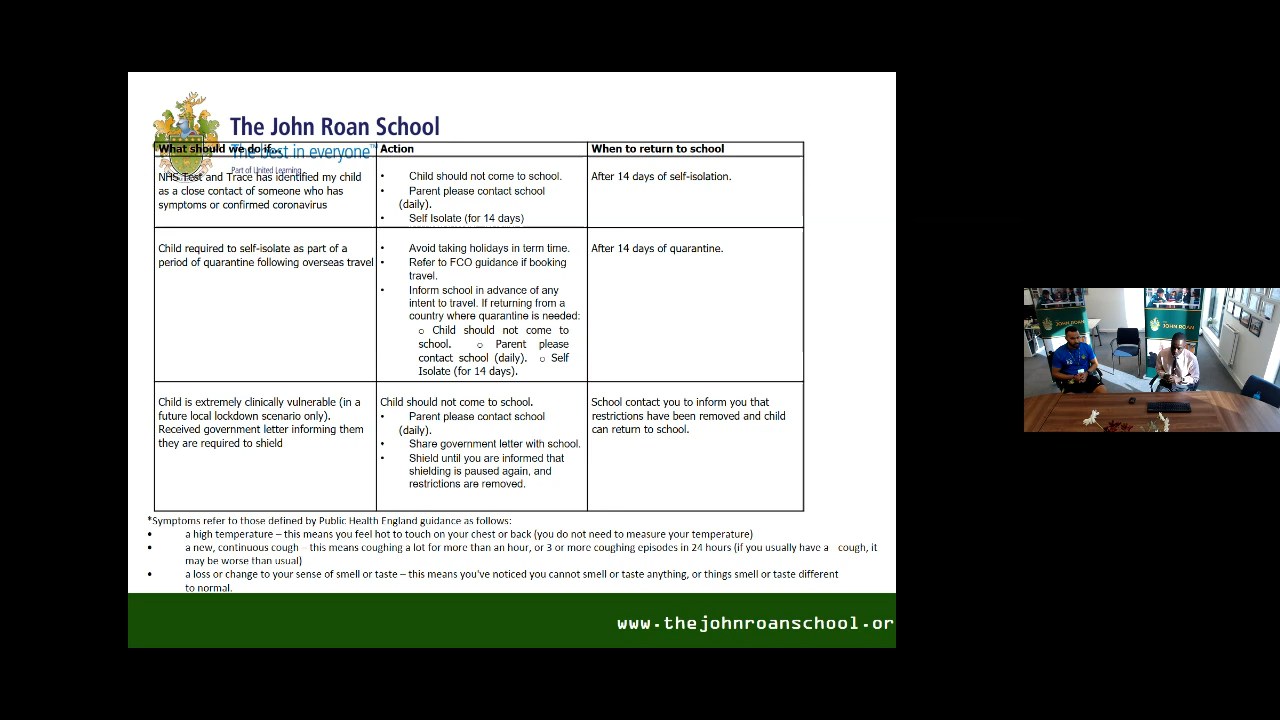 The John Roan School
The best in everyone™
Part of United Learning
What should we do if...
Action
When to return to school
NHS Test and Trace has identified my child
as a close contact of someone who has
symptoms or confirmed coronavirus
• Child should not come to school.
• Parent please contact school
(daily).
• Self Isolate (for 14 days)
After 14 days of self-isolation.
Child required to self-isolate as part of a
period of quarantine following overseas travel
• Avoid taking holidays in term time.
• Refer to FCO guidance if booking
travel.
• Inform school in advance of any
intent to travel. If returning from a
country where quarantine is needed:
o Child should not come to
school. o Parent please
contact school (daily). o Self
Isolate (for 14 days).
After 14 days of quarantine.
Child is extremely clinically vulnerable (in a
future local lockdown scenario only).
Received government letter informing them
they are required to shield
Child should not come to school.
• Parent please contact school
(daily).
• Share government letter with school.
• Shield until you are informed that
shielding is paused again, and
restrictions are removed.
School contact you to inform you that
restrictions have been removed and child
can return to school.
*Symptoms refer to those defined by Public Health England guidance as follows:
• a high temperature – this means you feel hot to touch on your chest or back (you do not need to measure your temperature)
• a new, continuous cough – this means coughing a lot for more than an hour, or 3 or more coughing episodes in 24 hours (if you usually have a cough, it
may be worse than usual)
• a loss or change to your sense of smell or taste – this means you've noticed you cannot smell or taste anything, or things smell or taste different
to normal.
www.thejohnroanschool.or
JOHN ROAN
JOHN ROAN